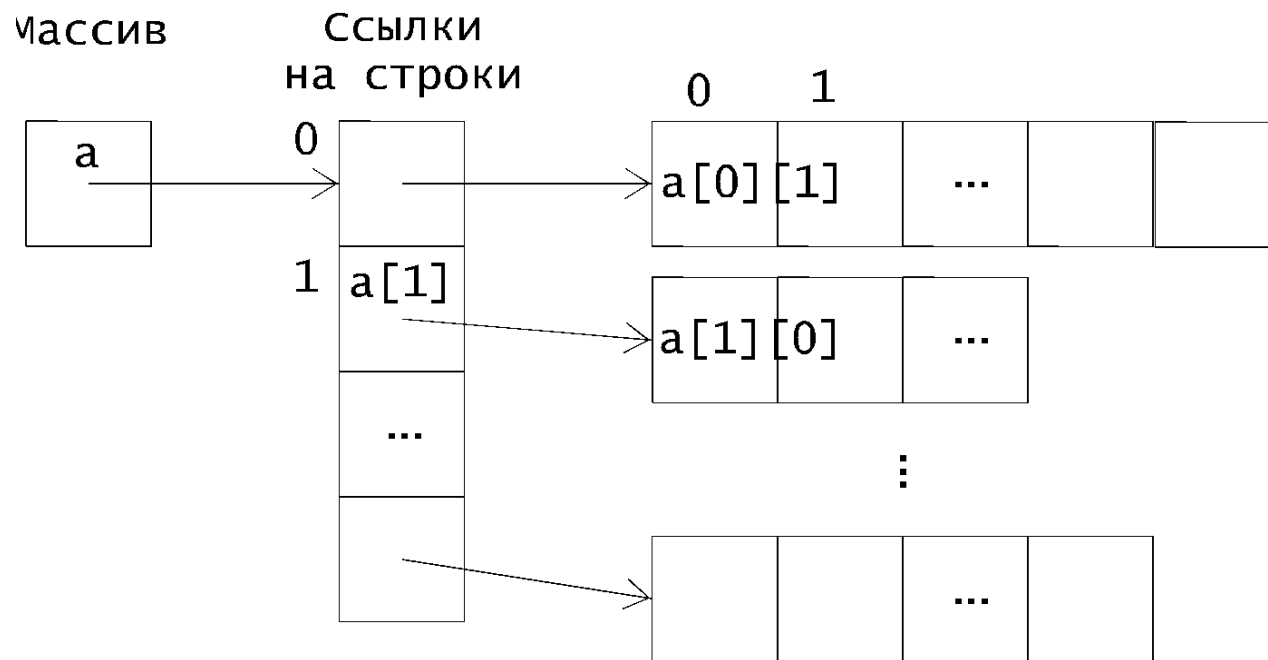 Массив
Ссылки
на строки
0 1
a 0
a[0][1] ...
1 a[1]
a[1][0] ...
...
...
...